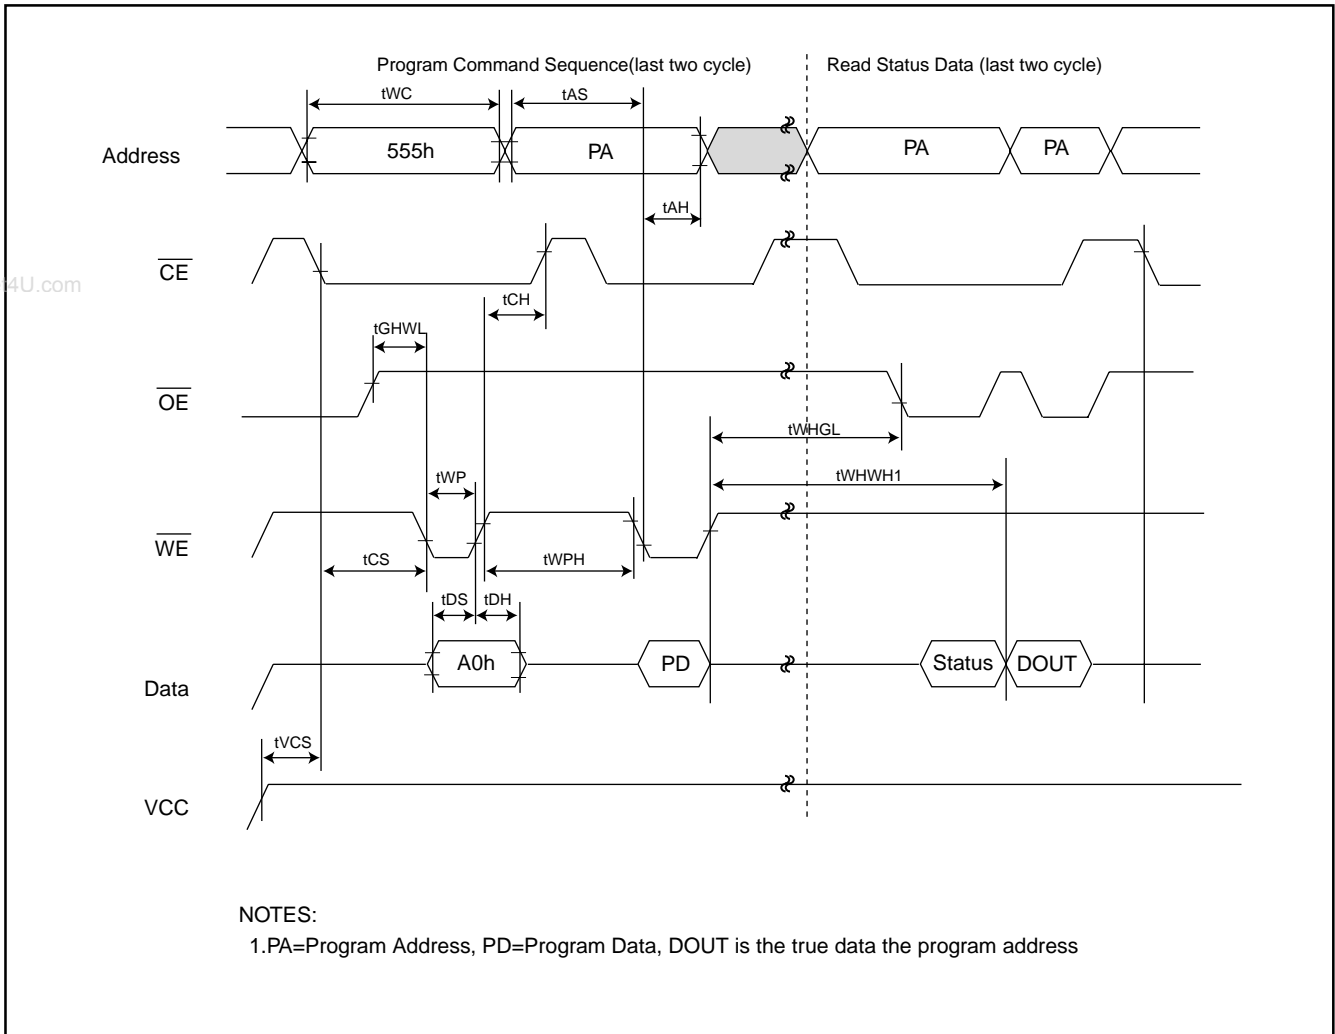 Program Command Sequence(last two cycle) Read Status Data (last two cycle)
tWC tAS
Address 555h PA PA PA
tAH
CE
t4U.com
tCH
tGHWL
OE
tWHGL
tWP tWHWH1
WE
tCS tWPH
tDS tDH
Data A0h PD Status DOUT
tVCS
VCC
NOTES:
1.PA=Program Address, PD=Program Data, DOUT is the true data the program address